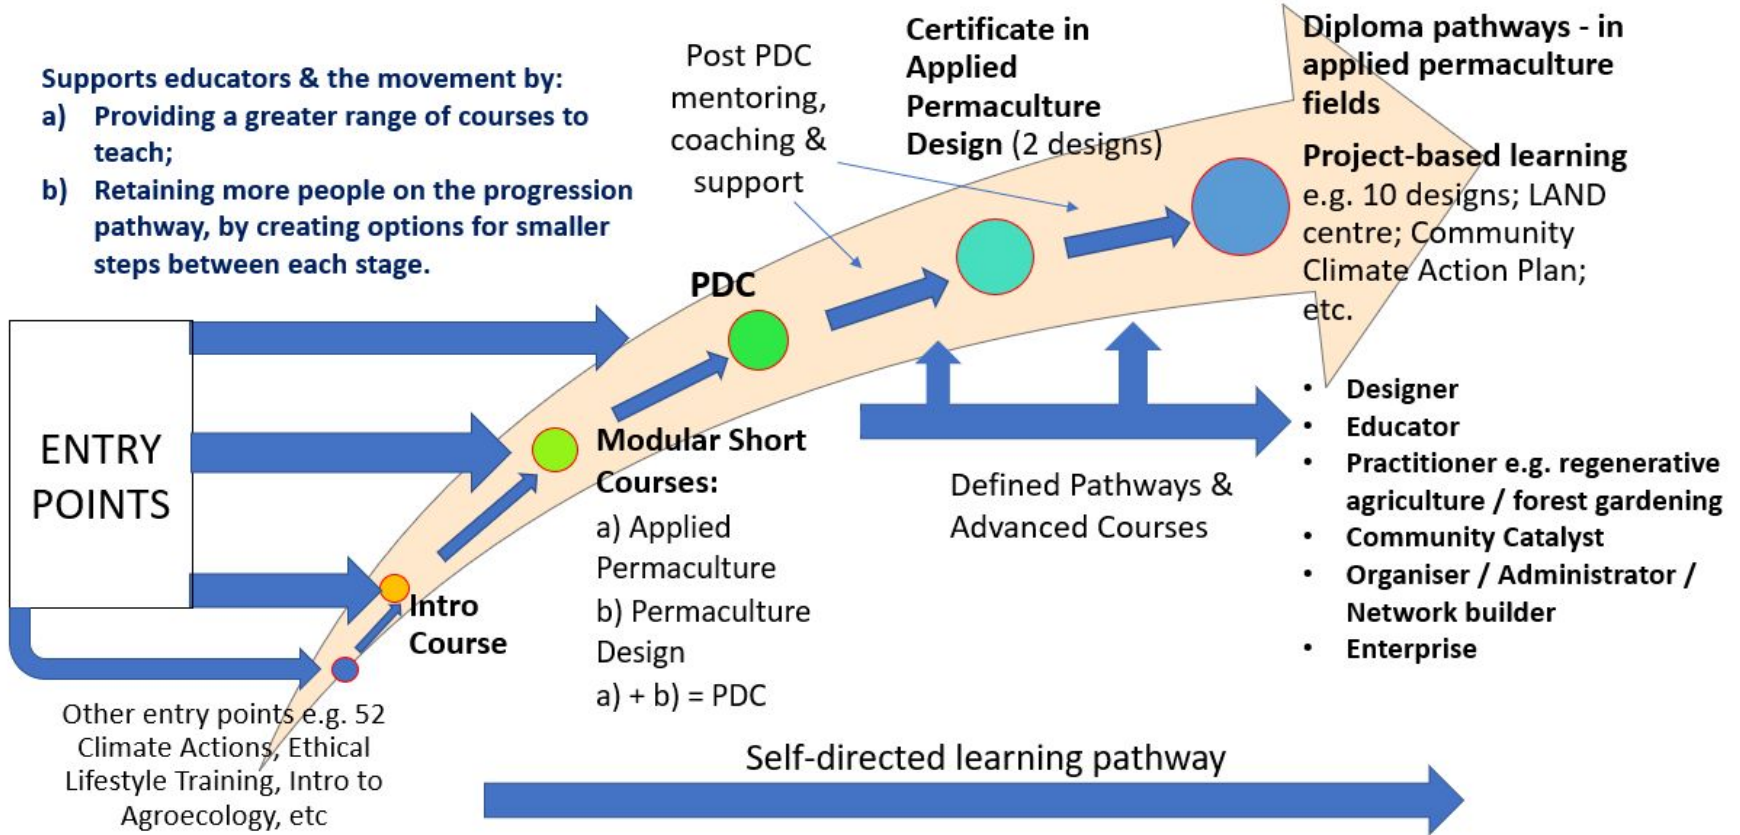 Supports educators & the movement by:
a) Providing a greater range of courses to
teach;
b) Retaining more people on the progression
pathway, by creating options for smaller
steps between each stage.
Post PDC
mentoring,
coaching &
support
Certificate in
Applied
Permaculture
Design (2 designs)
Diploma pathways - in
applied permaculture
fields
Project-based learning
e.g. 10 designs; LAND
centre; Community
Climate Action Plan;
etc.
PDC
ENTRY
POINTS
Modular Short
Courses:
a) Applied
Permaculture
b) Permaculture
Design
a) + b) = PDC
Intro
Course
Defined Pathways &
Advanced Courses
• Designer
• Educator
• Practitioner e.g. regenerative
agriculture / forest gardening
• Community Catalyst
• Organiser / Administrator /
Network builder
• Enterprise
Other entry points e.g. 52
Climate Actions, Ethical
Lifestyle Training, Intro to
Agroecology, etc
Self-directed learning pathway